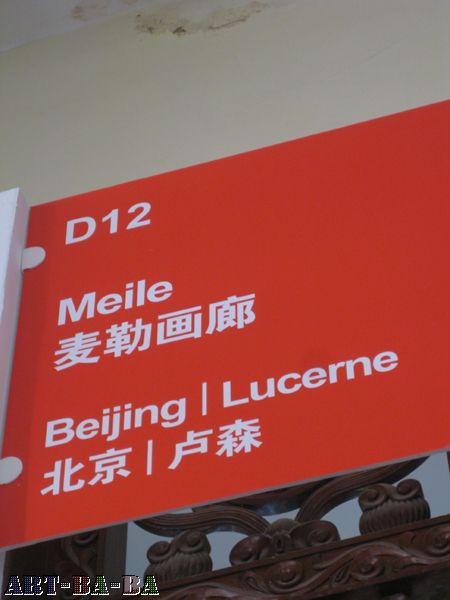 D12
Meile
麦勒画廊
Beijing | Lucerne
北京 | 卢森
ART-BA-BA